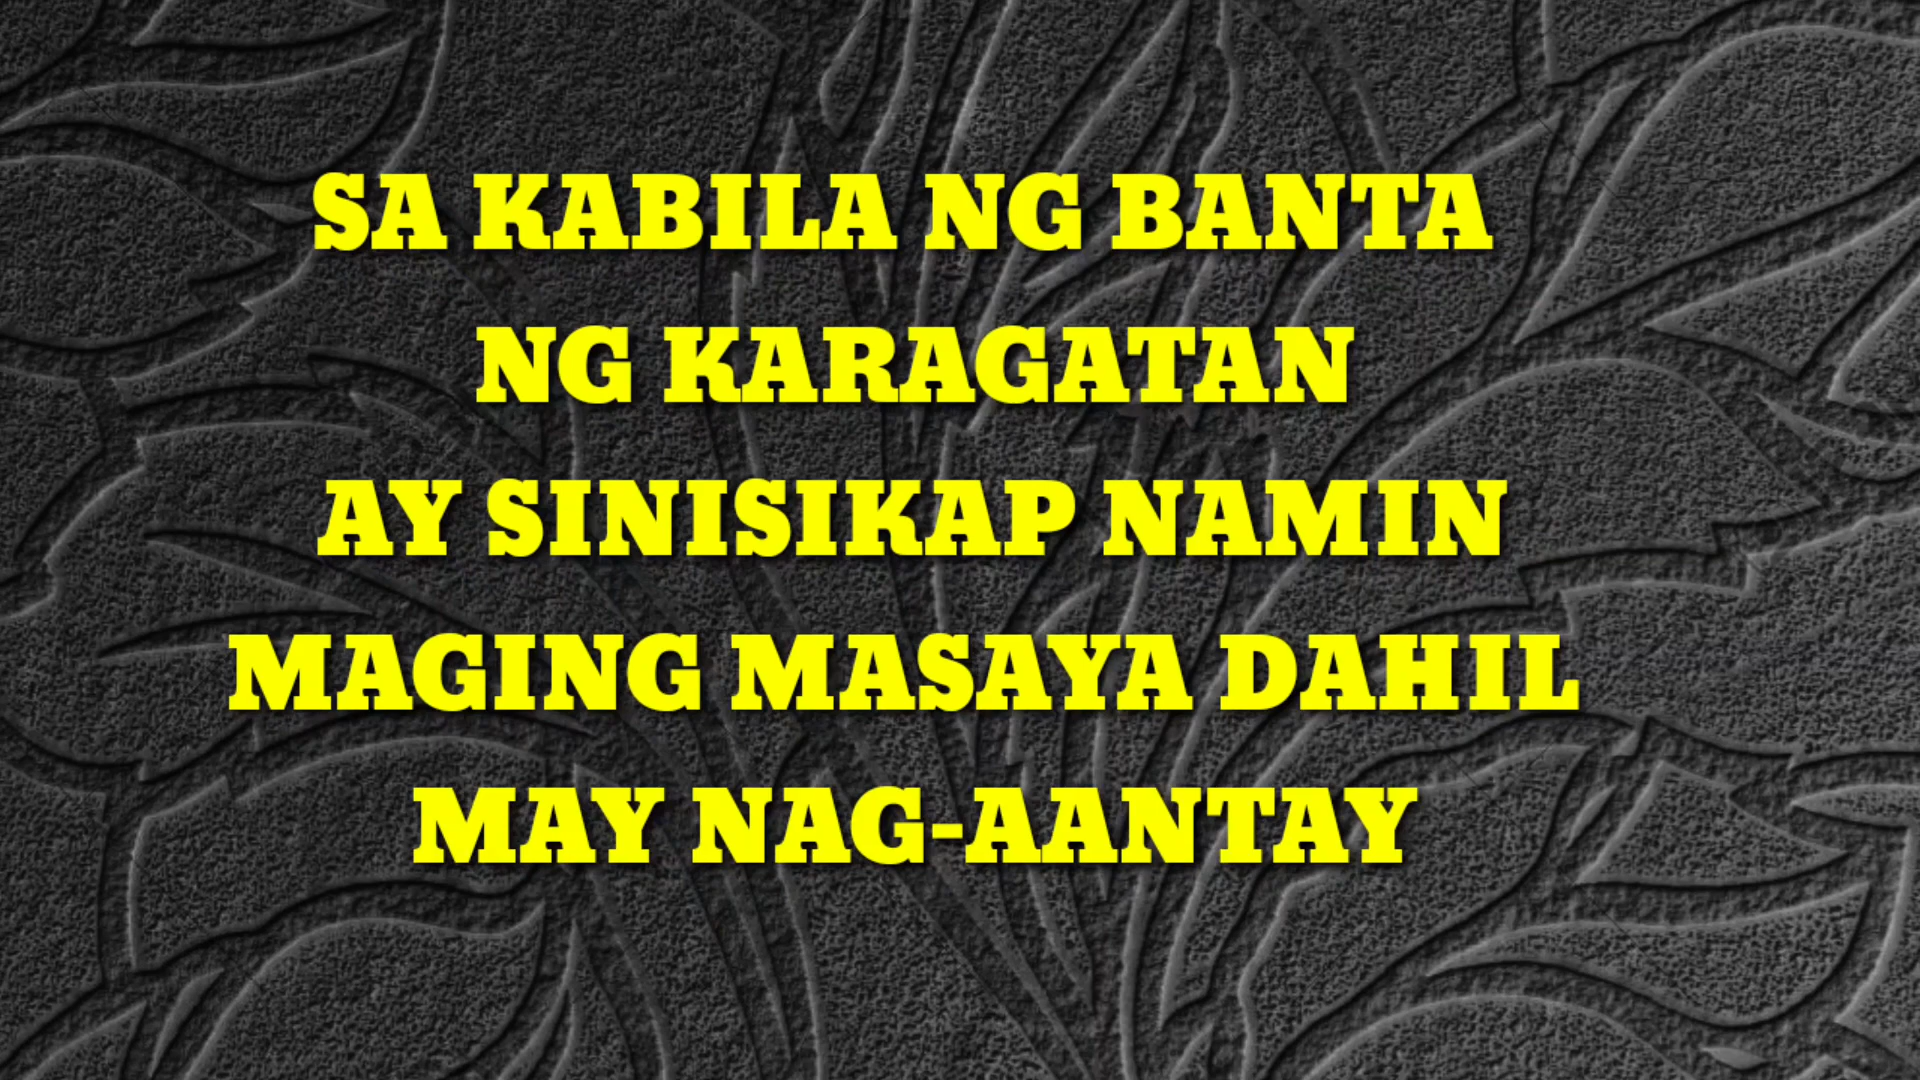 SA KABILA NG BANTA
NG KARAGATAN
AY SINISIKAP NAMIN
MAGING MASAYA DAHIL
MAY NAG-AANTAY